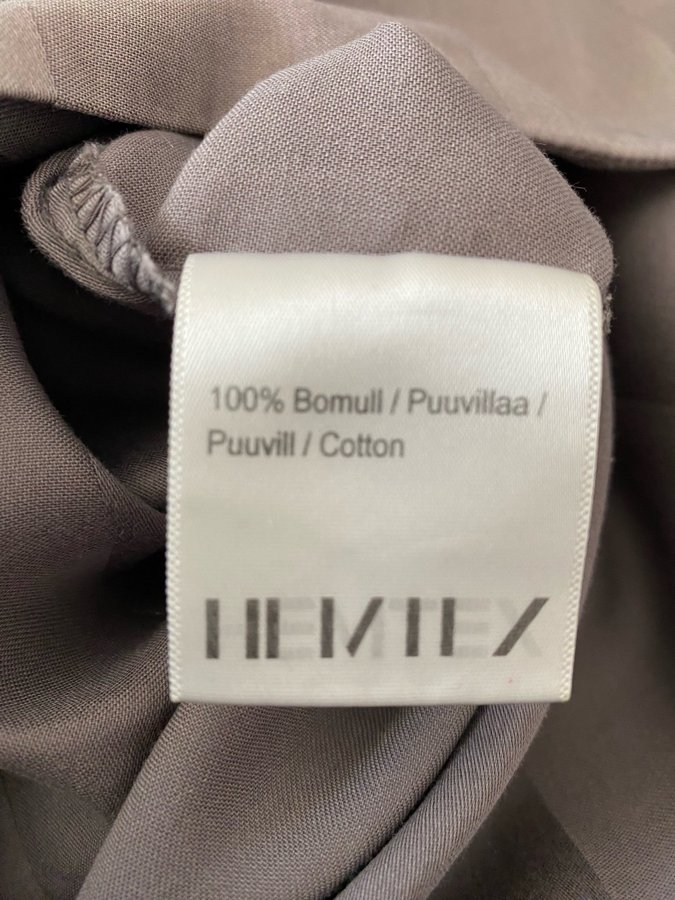 100% Bomull / Puuvillaa /
Puuvill / Cotton
HEMTEX